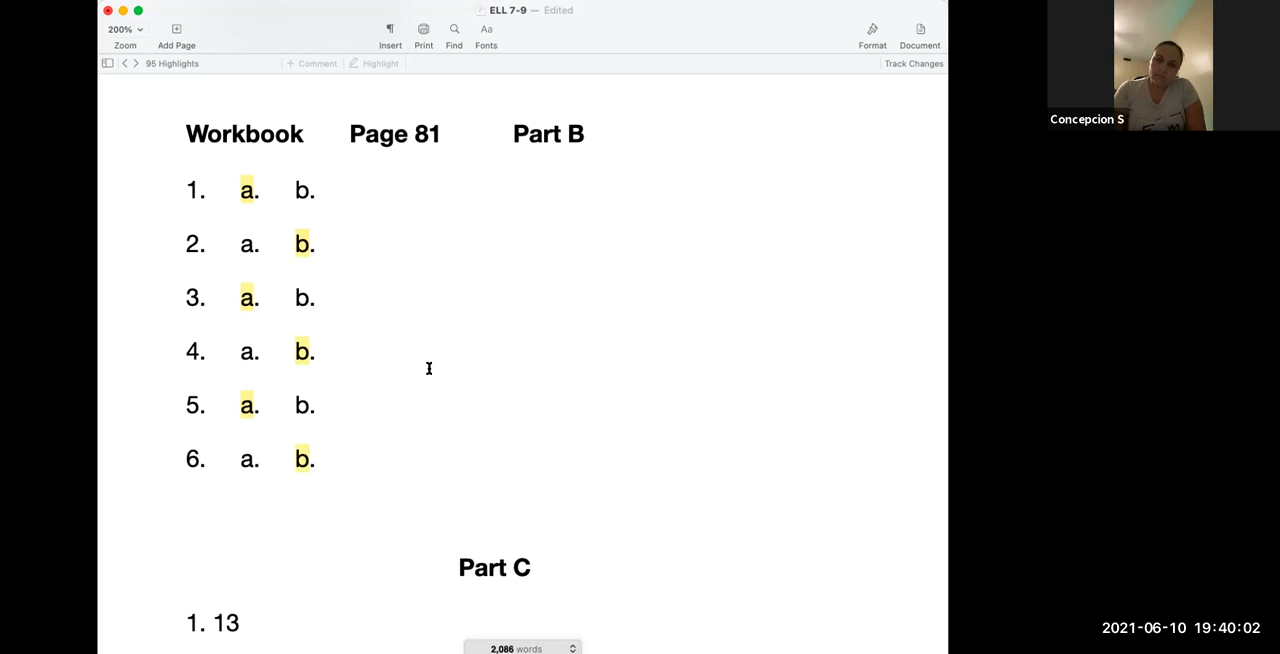 ELL 7-9 — Edited
200%
Zoom Add Page Insert Print Find Fonts Format Document
Aa
95 Highlights + Comment Highlight Track Changes
Workbook Page 81 Part B
1. a. b.
2. a. b.
3. a. b.
4. a. b.
5. a. b.
6. a. b.
Part C
1. 13
2,086 words
Concepcion S
2021-06-10 19:40:02